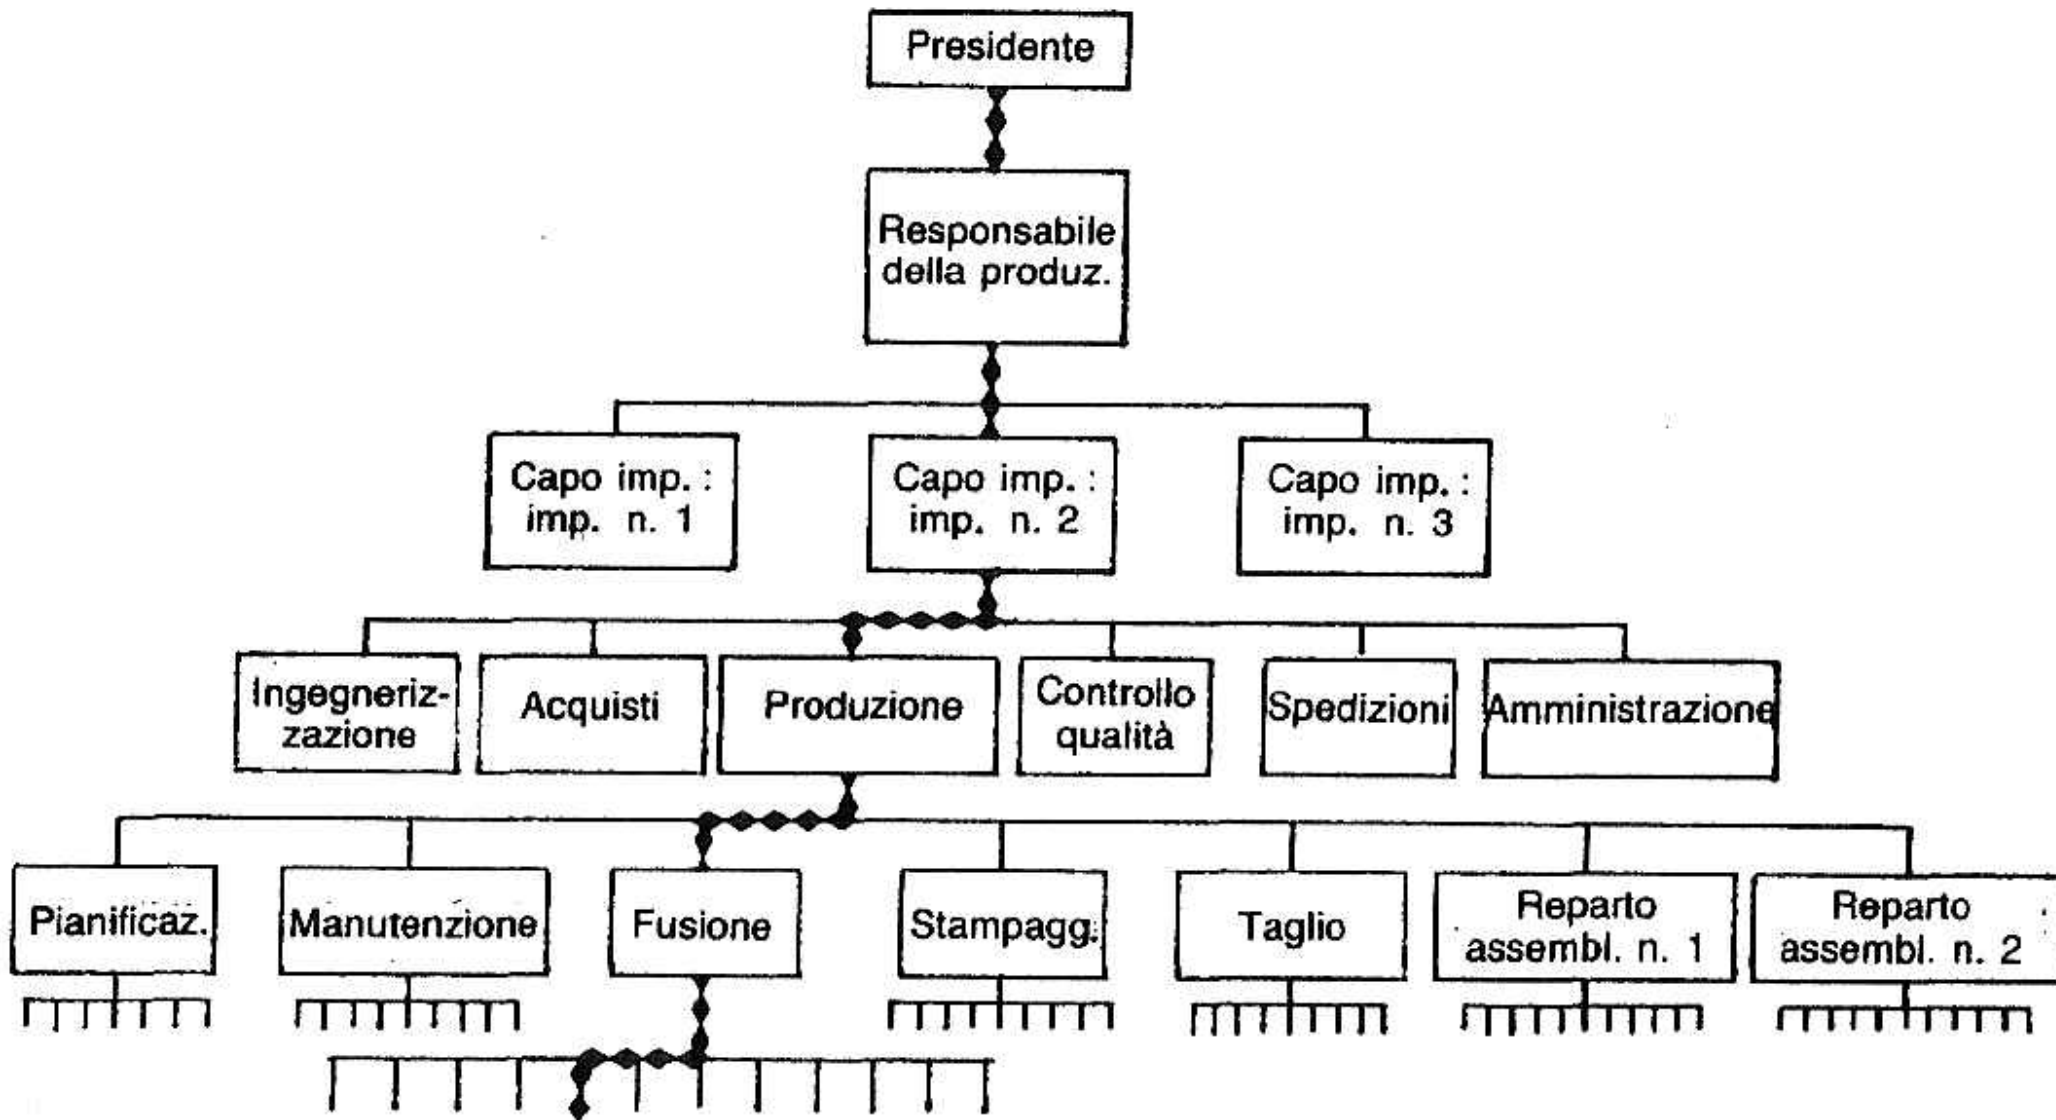 Presidente
Responsabile
della produz.
Capo imp. :
imp. n. 1
Capo imp. :
imp. n. 2
Capo imp. :
imp. n. 3
Ingegneriz-
zazione
Acquisti
Produzione
Controllo
qualità
Spedizioni
Amministrazione
Pianificaz.
Manutenzione
Fusione
Stampagg.
Taglio
Reparto
assembl. n. 1
Reparto
assembl. n. 2